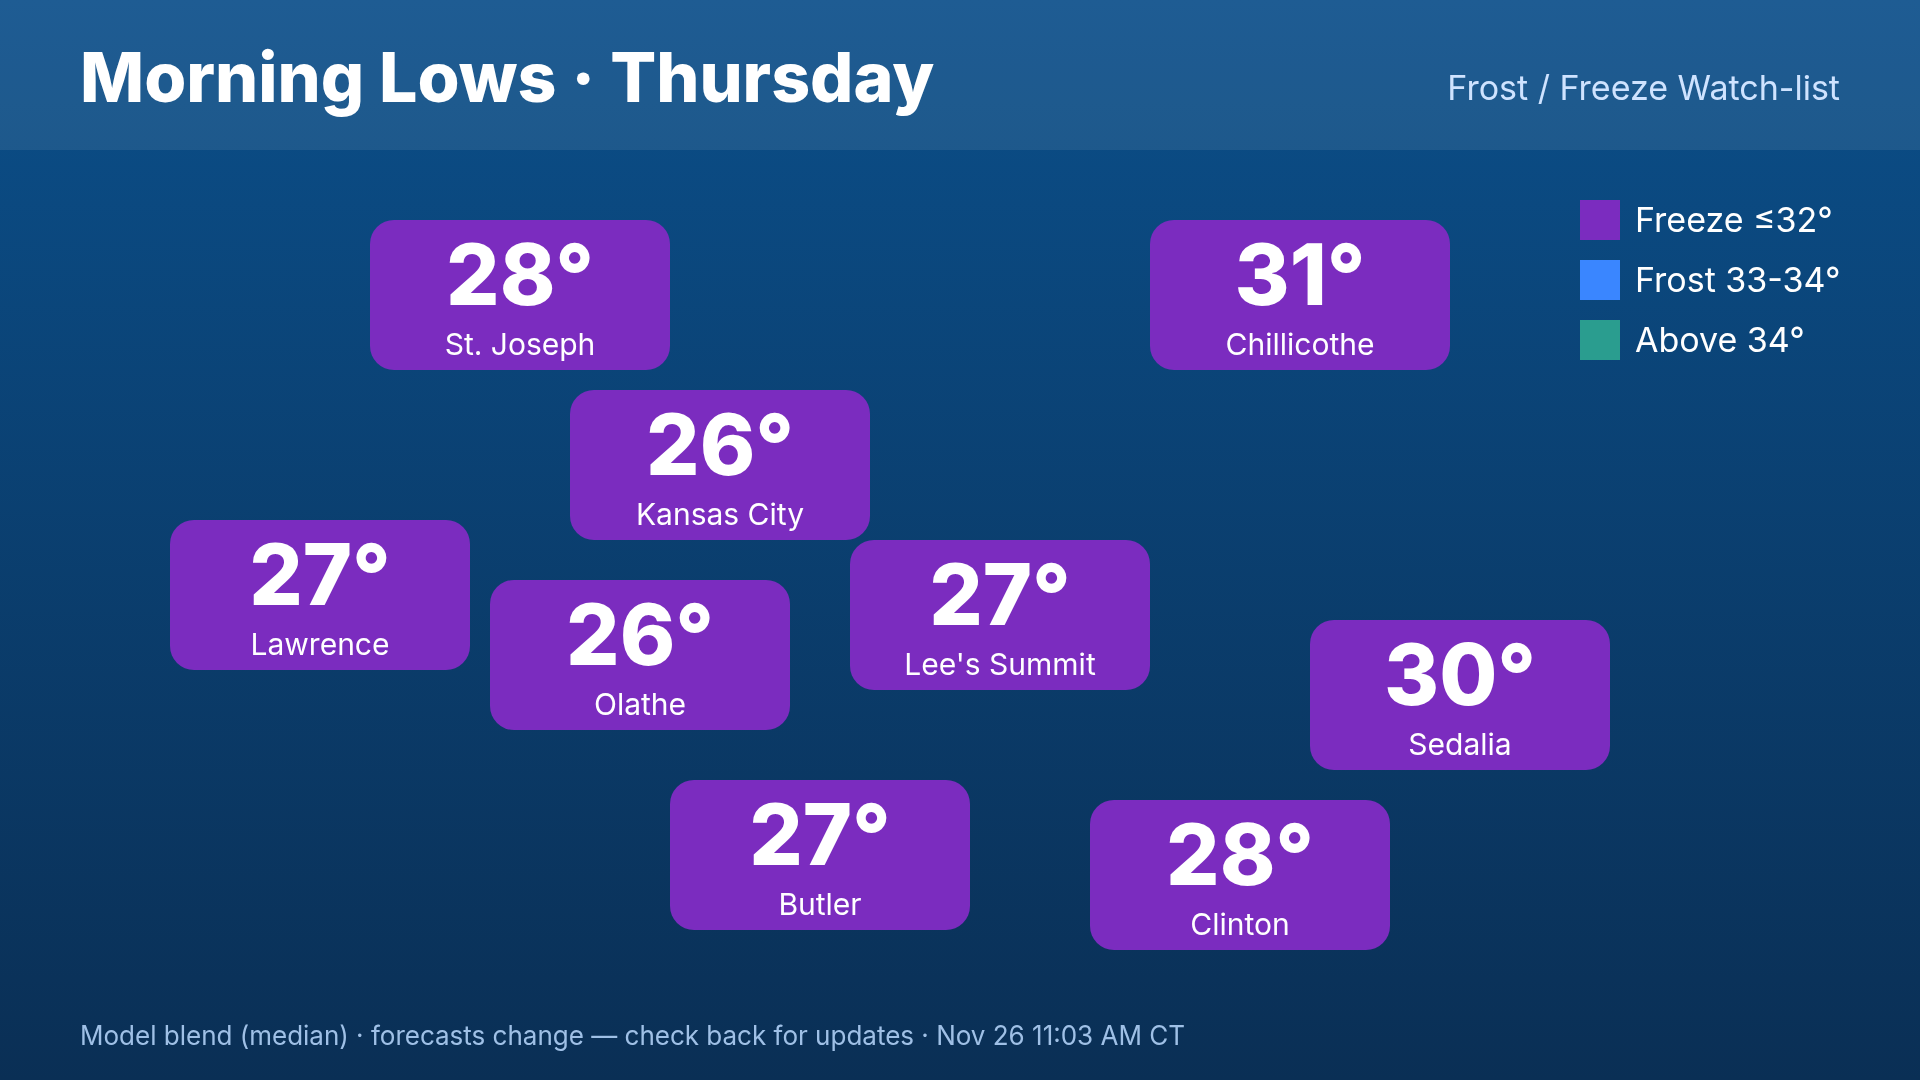 Morning Lows · Thursday
Frost / Freeze Watch-list
Freeze ≤32°
Frost 33-34°
Above 34°
28°
St. Joseph
31°
Chillicothe
26°
Kansas City
27°
Lawrence
26°
Olathe
27°
Lee's Summit
30°
Sedalia
27°
Butler
28°
Clinton
Model blend (median) · forecasts change — check back for updates · Nov 26 11:03 AM CT